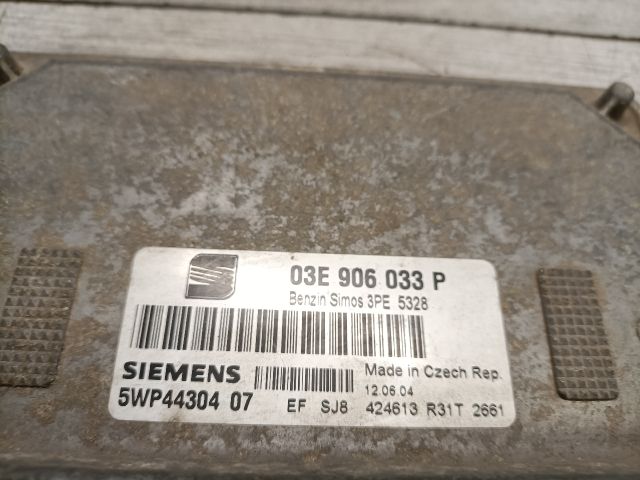 03E 906 033 P
Benzin Simos 3PE 5328
SIEMENS
Made in Czech Rep.
12.06.04
5WP44304 07 EF SJ8 424613 R31T 2661